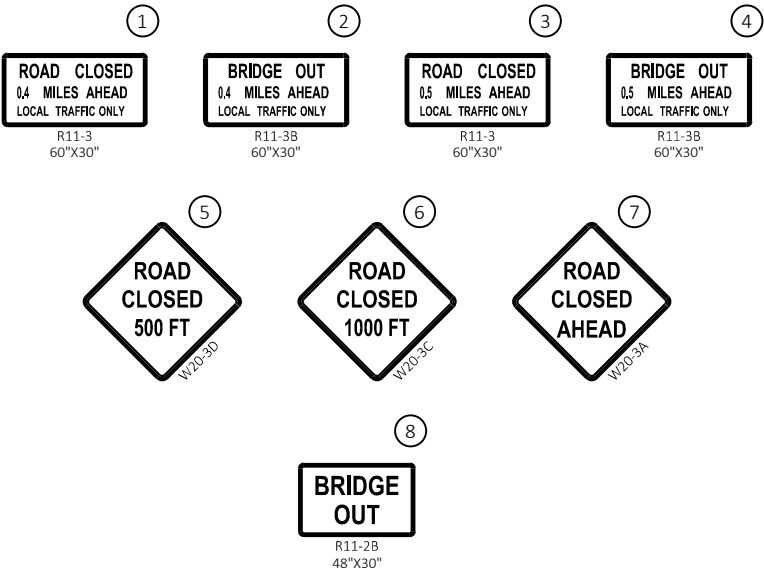 1
ROAD CLOSED
0.4 MILES AHEAD
LOCAL TRAFFIC ONLY
R11-3
60"X30"
2
BRIDGE OUT
0.4 MILES AHEAD
LOCAL TRAFFIC ONLY
R11-3B
60"X30"
3
ROAD CLOSED
0.5 MILES AHEAD
LOCAL TRAFFIC ONLY
R11-3
60"X30"
4
BRIDGE OUT
0.5 MILES AHEAD
LOCAL TRAFFIC ONLY
R11-3B
60"X30"
5
ROAD
CLOSED
500 FT
W20-3D
6
ROAD
CLOSED
1000 FT
W20-3C
7
ROAD
CLOSED
AHEAD
W20-3A
8
BRIDGE
OUT
R11-2B
48"X30"